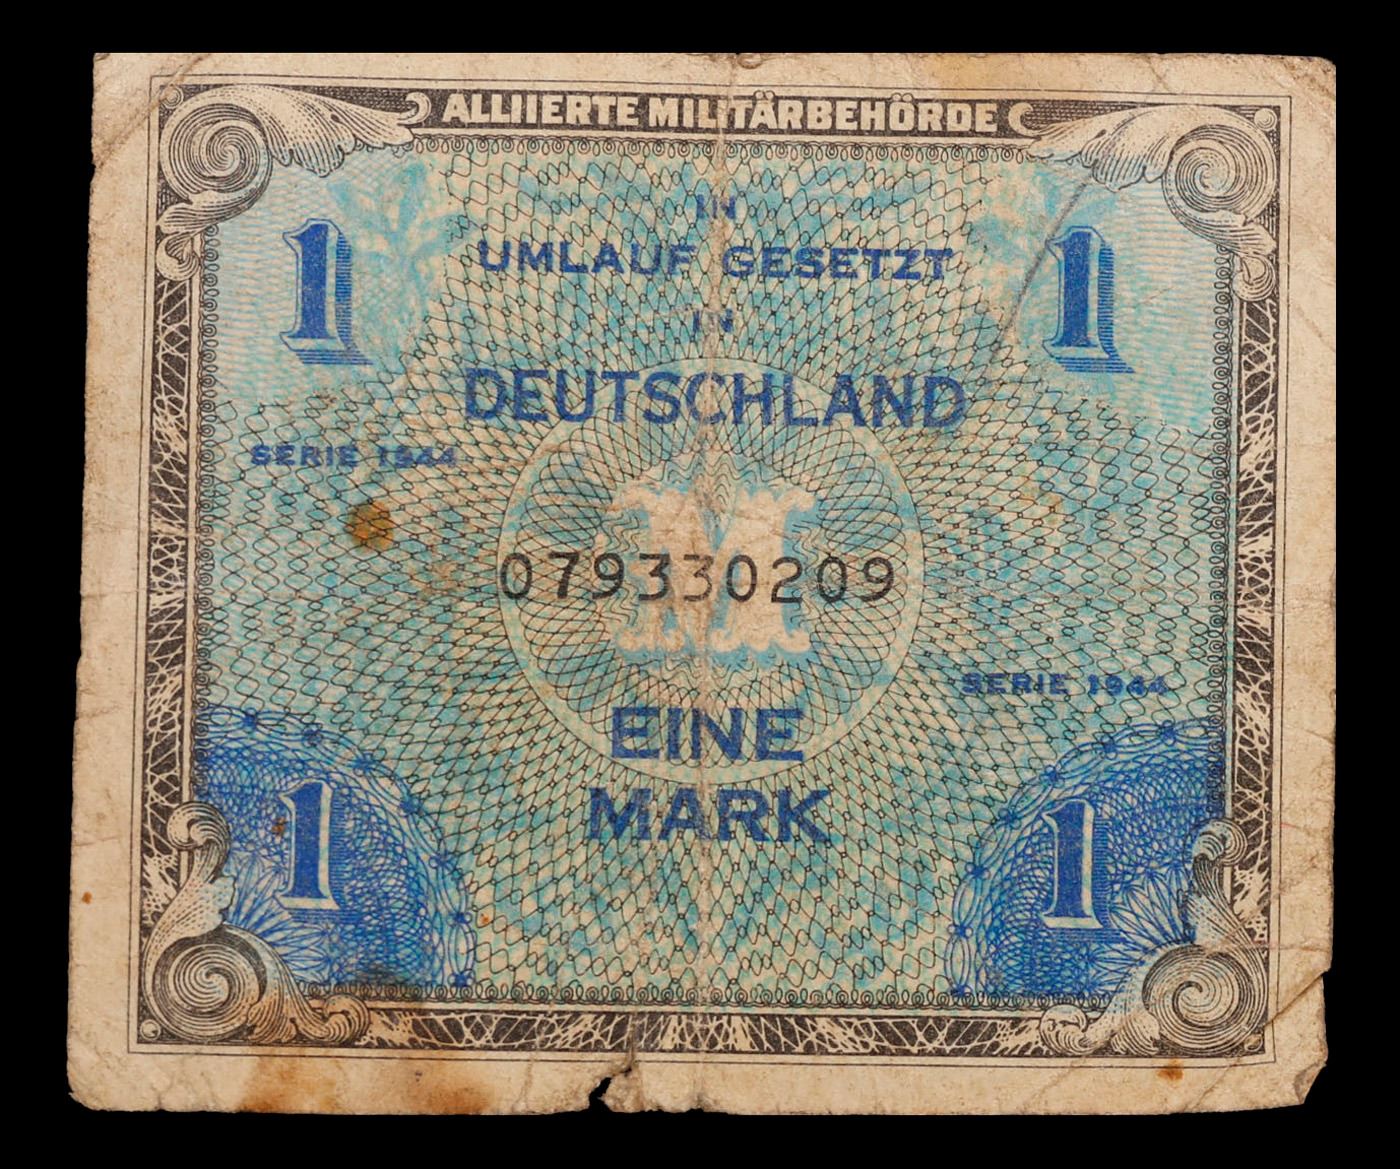 ALLIIERTE MILITÄRBEHÖRDE
IN
1 UMLAUF GESETZT 1
IN
DEUTSCHLAND
SERIE 1944
M
079330209
SERIE 1944
EINE
1 MARK 1